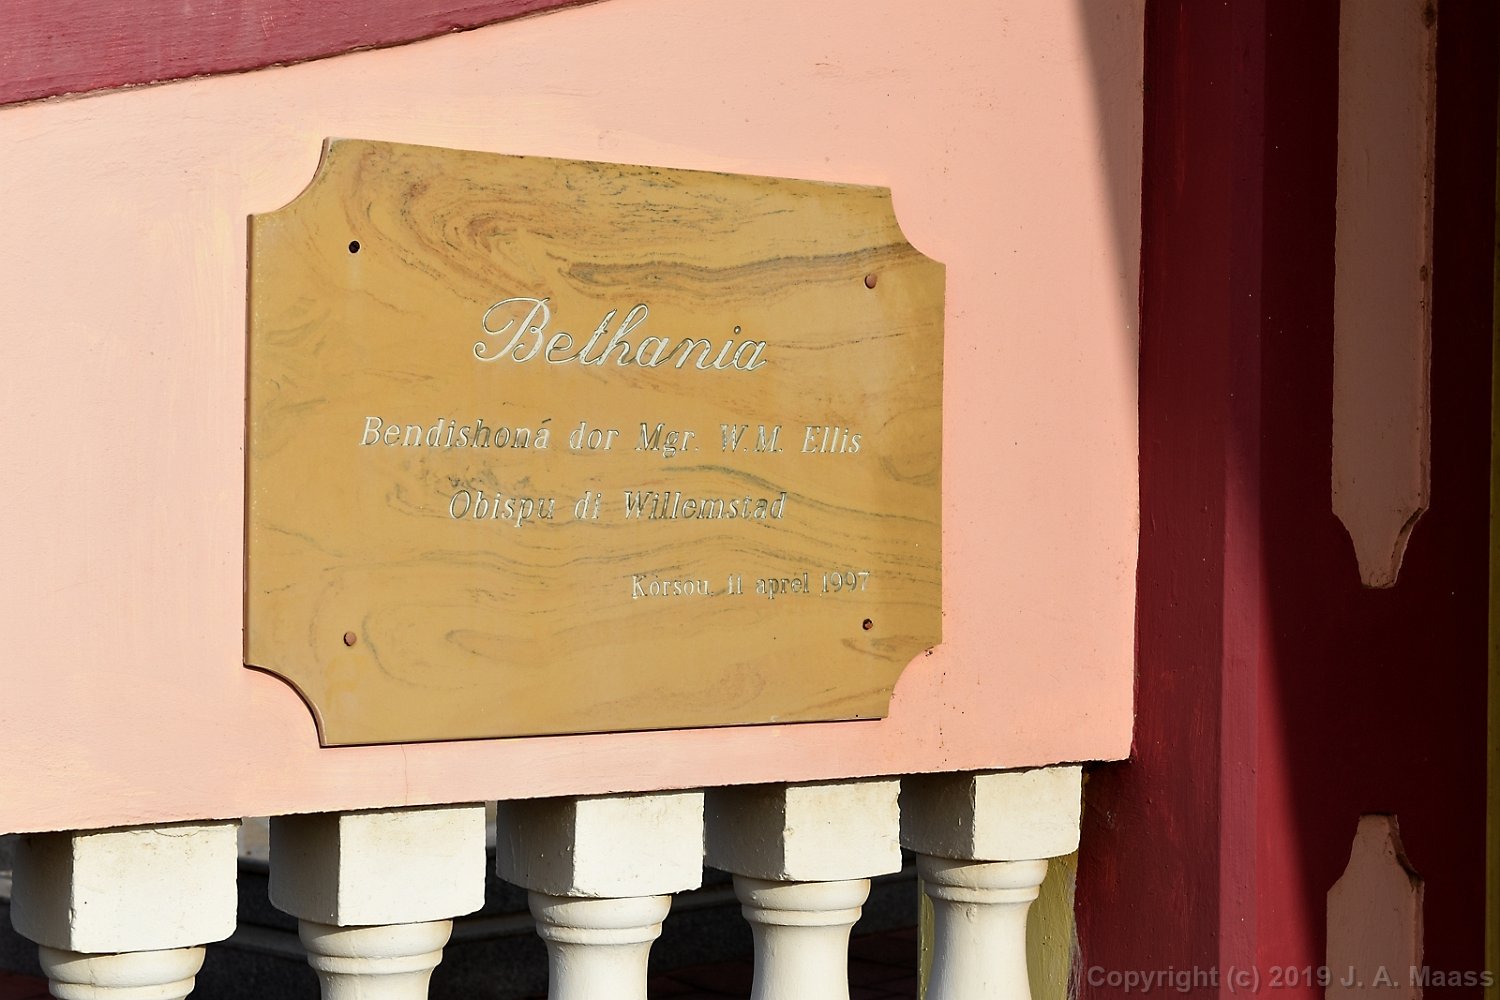 Bethania
Bendishoná dor Mgr. W.M. Ellis
Obispu di Willemstad
Kòrsou, 11 aprel 1997
Copyright (c) 2019 J. A. Maass